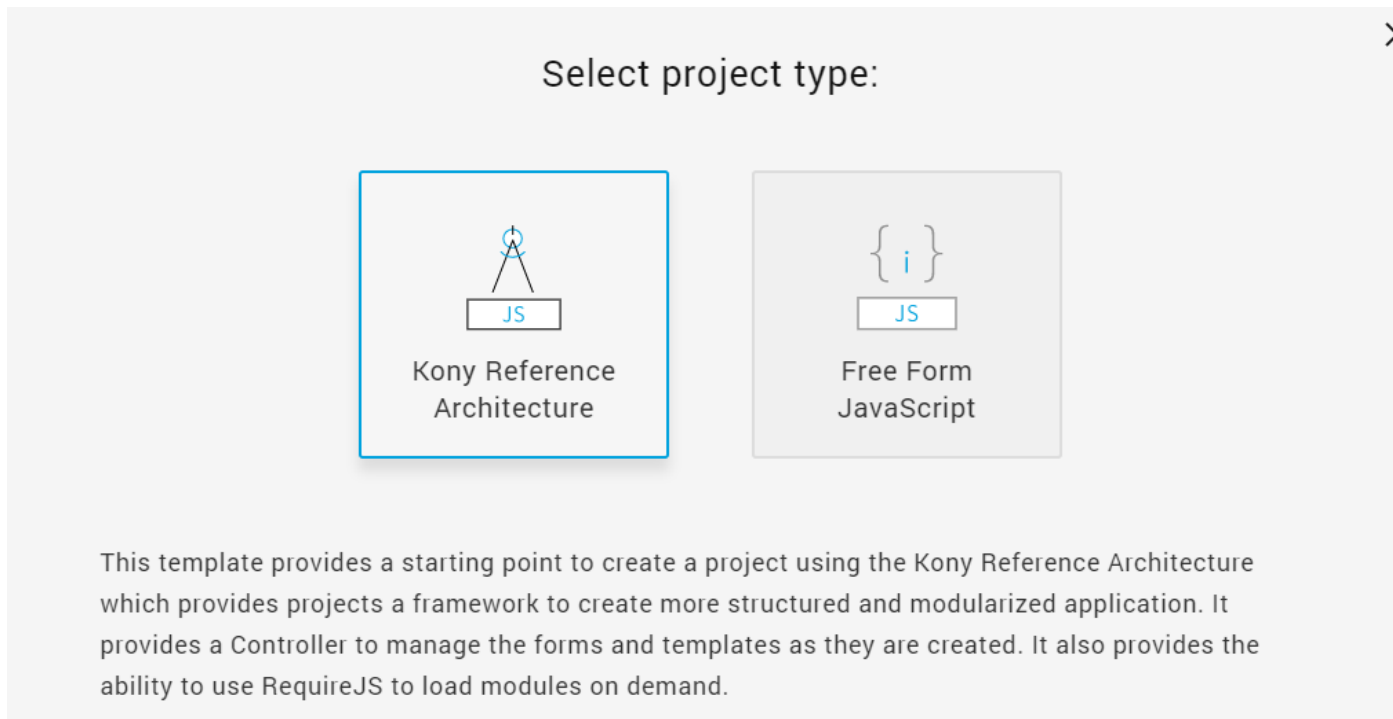 Select project type:
JS
Kony Reference
Architecture
{ i }
JS
Free Form
JavaScript
This template provides a starting point to create a project using the Kony Reference Architecture
which provides projects a framework to create more structured and modularized application. It
provides a Controller to manage the forms and templates as they are created. It also provides the
ability to use RequireJS to load modules on demand.